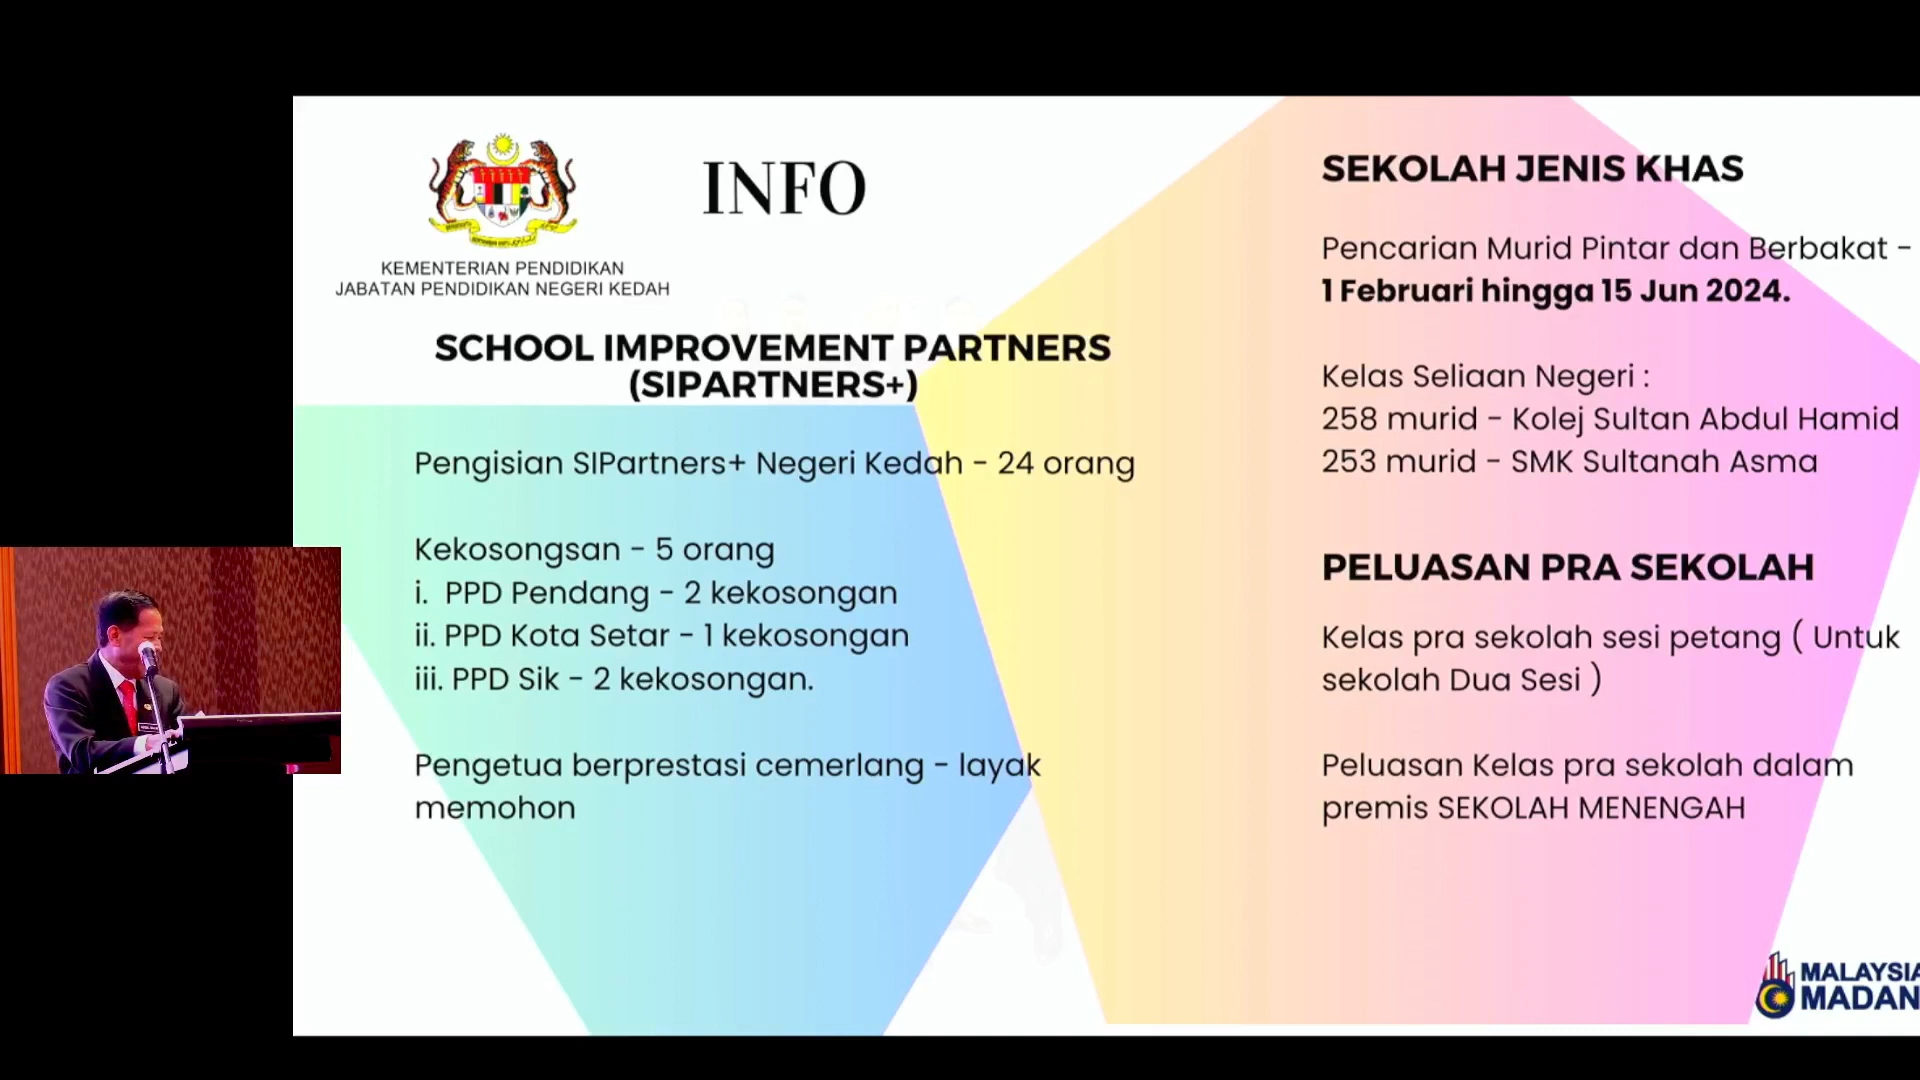 KEMENTERIAN PENDIDIKAN
JABATAN PENDIDIKAN NEGERI KEDAH
INFO
SCHOOL IMPROVEMENT PARTNERS
(SIPARTNERS+)
Pengisian SIPartners+ Negeri Kedah - 24 orang
Kekosongsan - 5 orang
i. PPD Pendang - 2 kekosongan
ii. PPD Kota Setar - 1 kekosongan
iii. PPD Sik - 2 kekosongan.
Pengetua berprestasi cemerlang - layak
memohon
SEKOLAH JENIS KHAS
Pencarian Murid Pintar dan Berbakat -
1 Februari hingga 15 Jun 2024.
Kelas Seliaan Negeri :
258 murid - Kolej Sultan Abdul Hamid
253 murid - SMK Sultanah Asma
PELUASAN PRA SEKOLAH
Kelas pra sekolah sesi petang ( Untuk
sekolah Dua Sesi )
Peluasan Kelas pra sekolah dalam
premis SEKOLAH MENENGAH
MALAYSIA
MADAN